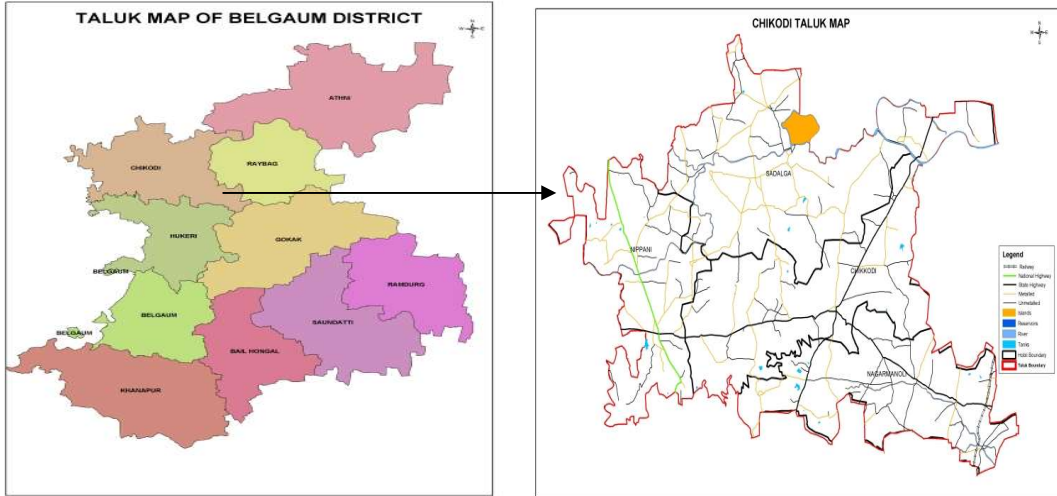 TALUK MAP OF BELGAUM DISTRICT
N
W E
S
ATHNI
CHIKODI
RAYBAG
HUKERI
GOKAK
BELGAUM
RAMDURG
BELGAUM
SAUNDATTI
BELGAUM
BAIL HONGAL
KHANAPUR
CHIKODI TALUK MAP
N
W E
S
SADALGA
NIPPANI
CHIKKODI
NAGARMANOLI
Legend
Railway
National Highway
State Highway
Metalled
Unmetalled
Islands
Reservoirs
River
Tanks
Hobli Boundary
Taluk Boundary